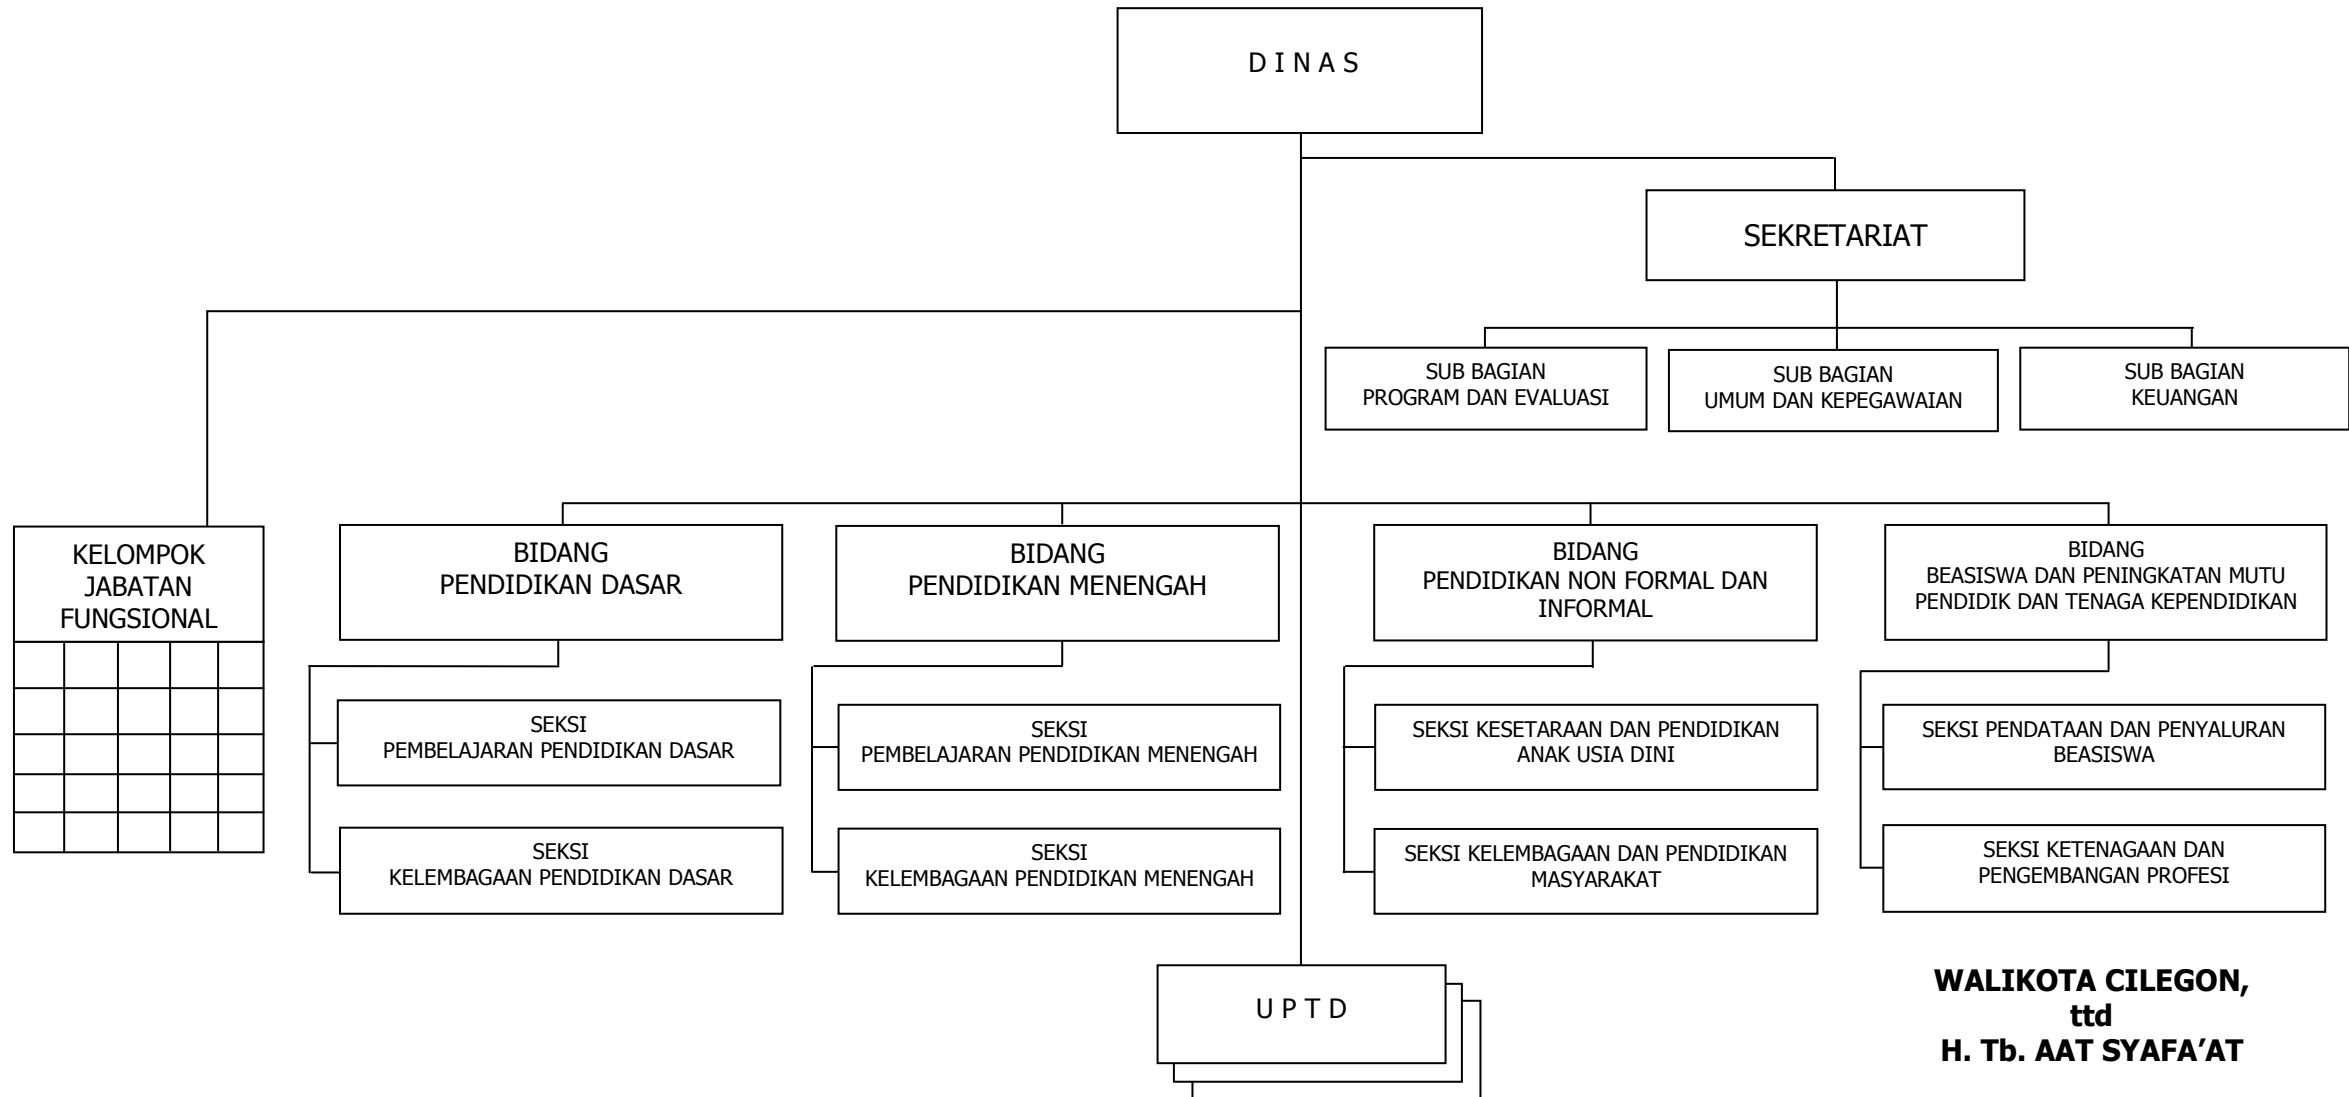 D I N A S
SEKRETARIAT
SUB BAGIAN
PROGRAM DAN EVALUASI
SUB BAGIAN
UMUM DAN KEPEGAWAIAN
SUB BAGIAN
KEUANGAN
KELOMPOK
JABATAN
FUNGSIONAL
BIDANG
PENDIDIKAN DASAR
BIDANG
PENDIDIKAN MENENGAH
BIDANG
PENDIDIKAN NON FORMAL DAN
INFORMAL
BIDANG
BEASISWA DAN PENINGKATAN MUTU
PENDIDIK DAN TENAGA KEPENDIDIKAN
SEKSI
PEMBELAJARAN PENDIDIKAN DASAR
SEKSI
PEMBELAJARAN PENDIDIKAN MENENGAH
SEKSI KESETARAAN DAN PENDIDIKAN
ANAK USIA DINI
SEKSI PENDATAAN DAN PENYALURAN
BEASISWA
SEKSI
KELEMBAGAAN PENDIDIKAN DASAR
SEKSI
KELEMBAGAAN PENDIDIKAN MENENGAH
SEKSI KELEMBAGAAN DAN PENDIDIKAN
MASYARAKAT
SEKSI KETENAGAAN DAN
PENGEMBANGAN PROFESI
U P T D
WALIKOTA CILEGON,
ttd
H. Tb. AAT SYAFA’AT